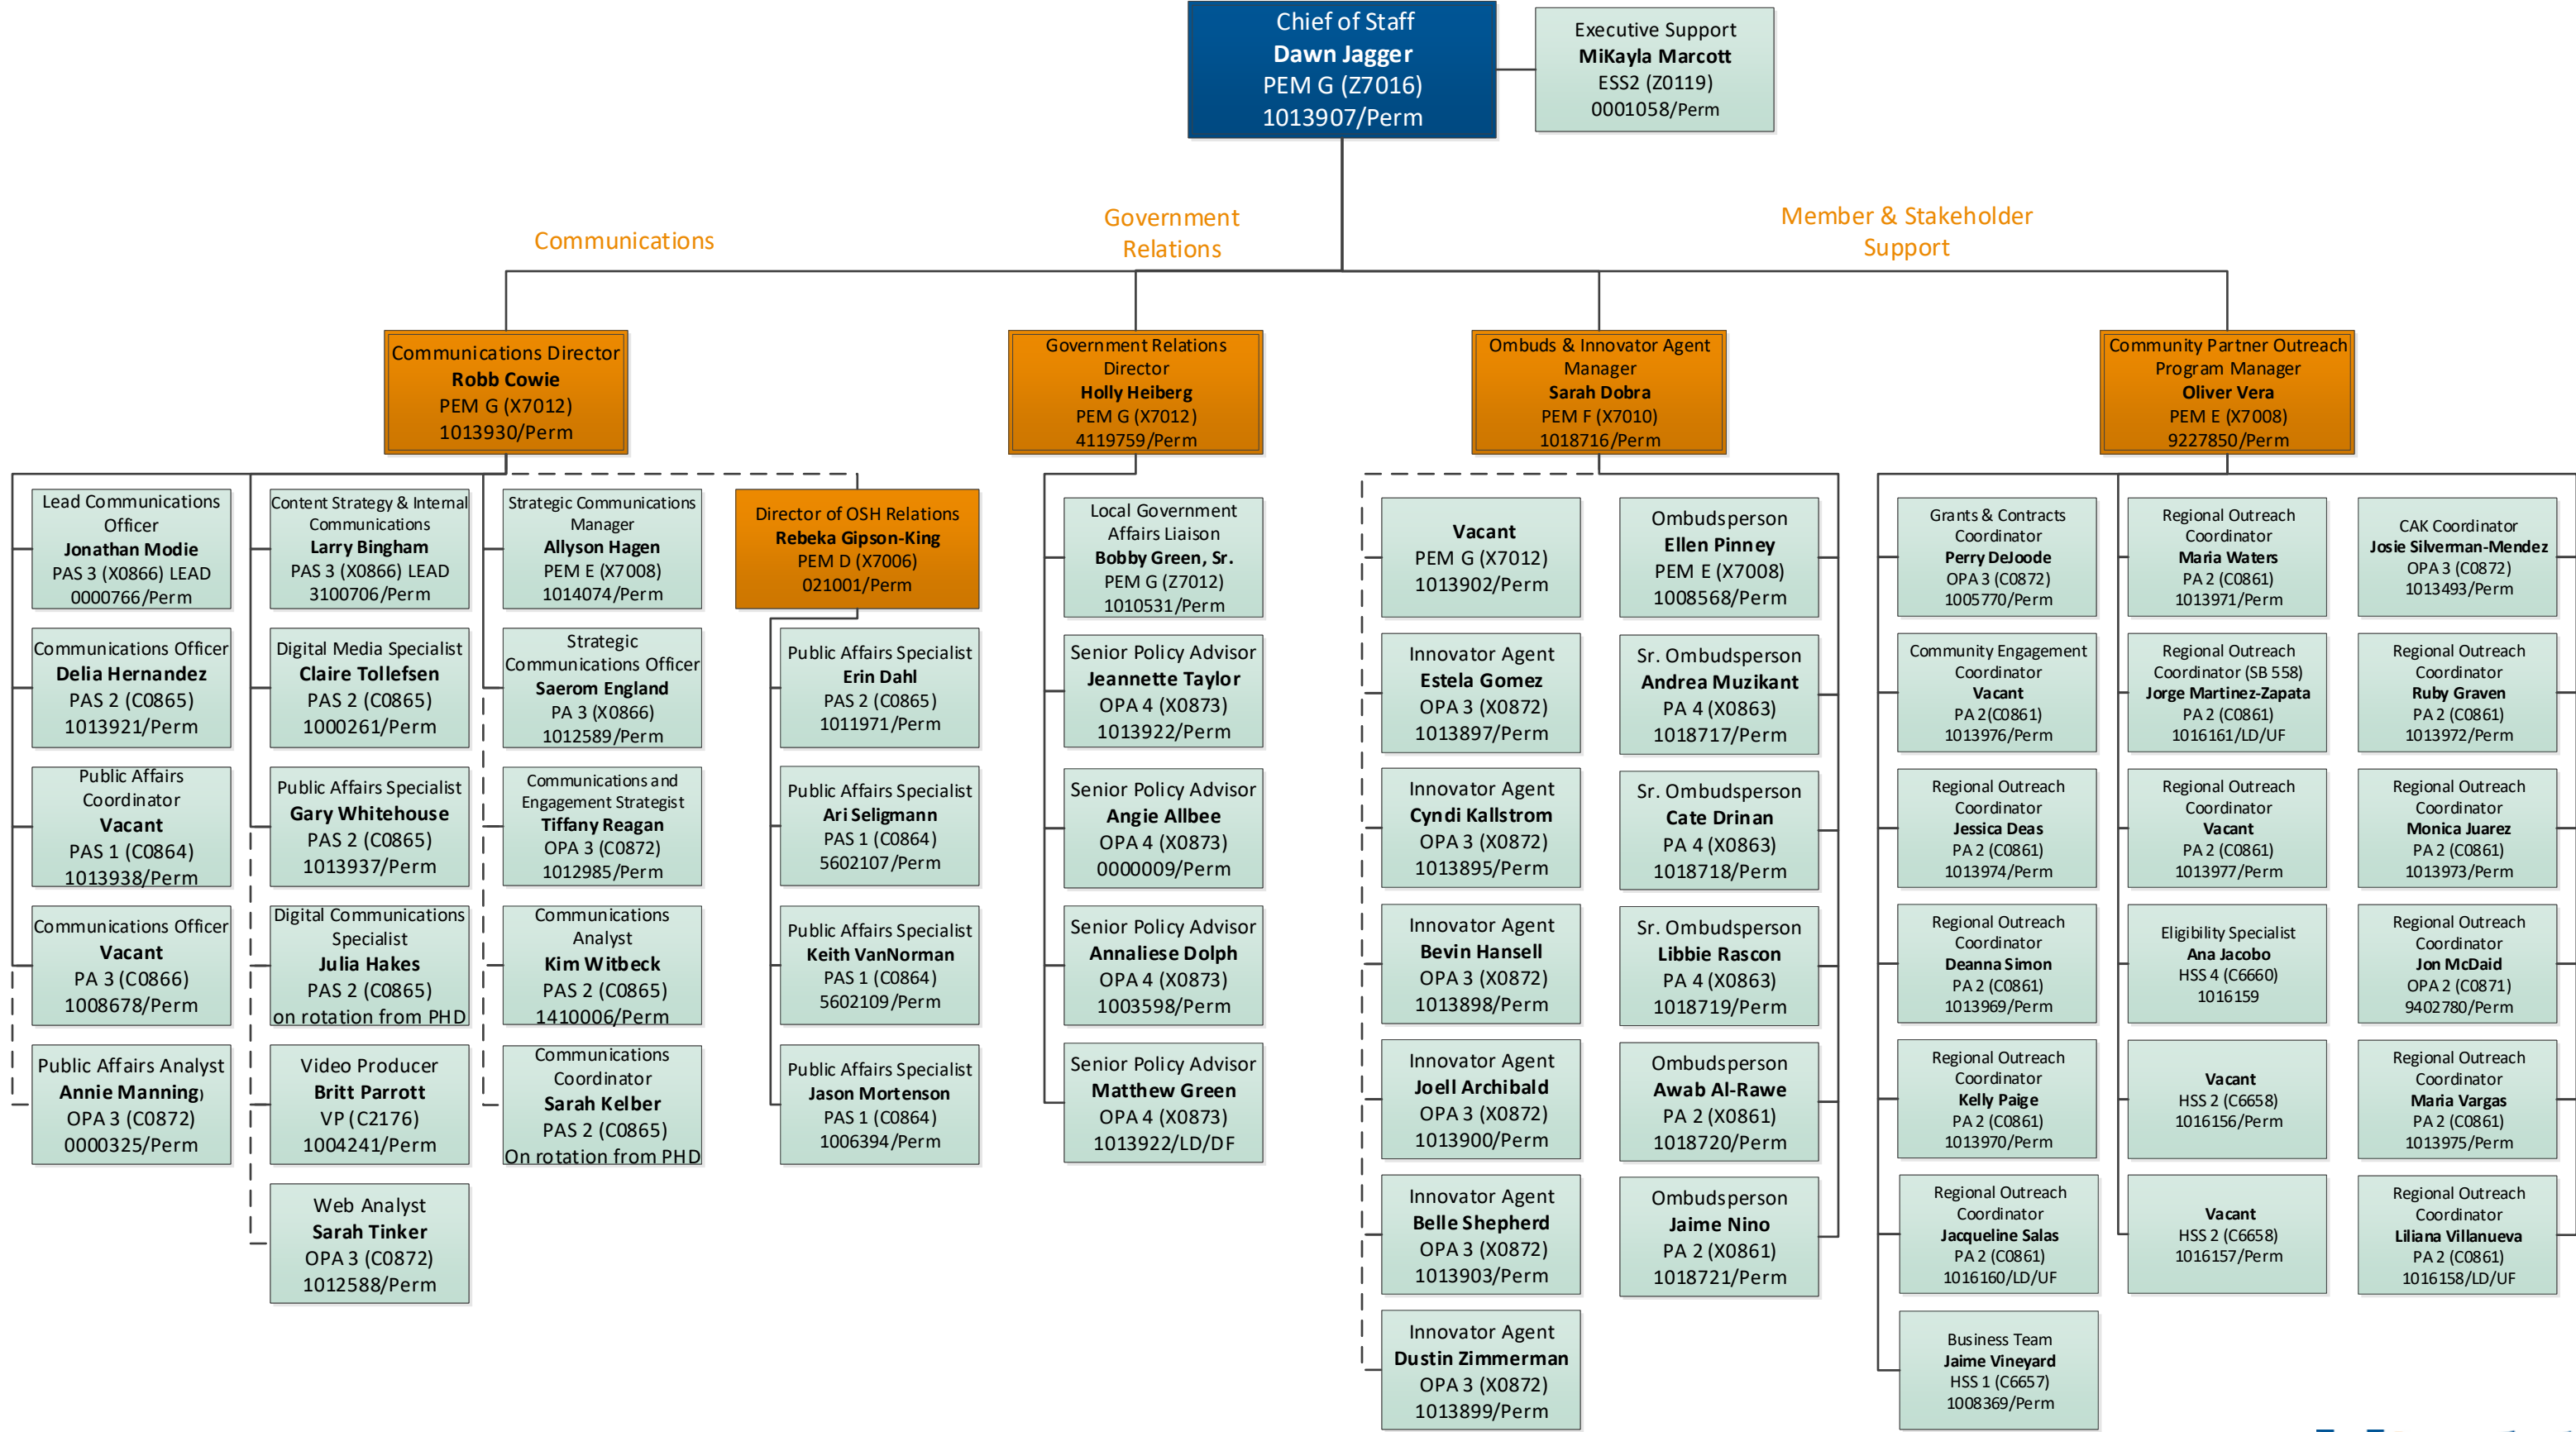 Chief of Staff
Dawn Jagger
PEM G (Z7016)
1013907/Perm
Executive Support
MiKayla Marcott
ESS2 (Z0119)
0001058/Perm
Communications
Government
Relations
Member & Stakeholder
Support
Communications Director
Robb Cowie
PEM G (X7012)
1013930/Perm
Government Relations
Director
Holly Heiberg
PEM G (X7012)
4119759/Perm
Ombuds & Innovator Agent
Manager
Sarah Dobra
PEM F (X7010)
1018716/Perm
Community Partner Outreach
Program Manager
Oliver Vera
PEM E (X7008)
9227850/Perm
Lead Communications
Officer
Jonathan Modie
PAS 3 (X0866) LEAD
0000766/Perm
Communications Officer
Delia Hernandez
PAS 2 (C0865)
1013921/Perm
Public Affairs
Coordinator
Vacant
PAS 1 (C0864)
1013938/Perm
Communications Officer
Vacant
PA 3 (C0866)
1008678/Perm
Public Affairs Analyst
Annie Manning)
OPA 3 (C0872)
0000325/Perm
Content Strategy & Internal
Communications
Larry Bingham
PAS 3 (X0866) LEAD
3100706/Perm
Digital Media Specialist
Claire Tollefsen
PAS 2 (C0865)
1000261/Perm
Public Affairs Specialist
Gary Whitehouse
PAS 2 (C0865)
1013937/Perm
Digital Communications
Specialist
Julia Hakes
PAS 2 (C0865)
on rotation from PHD
Video Producer
Britt Parrott
VP (C2176)
1004241/Perm
Web Analyst
Sarah Tinker
OPA 3 (C0872)
1012588/Perm
Strategic Communications
Manager
Allyson Hagen
PEM E (X7008)
1014074/Perm
Strategic
Communications Officer
Saerom England
PA 3 (X0866)
1012589/Perm
Communications and
Engagement Strategist
Tiffany Reagan
OPA 3 (C0872)
1012985/Perm
Communications
Analyst
Kim Witbeck
PAS 2 (C0865)
1410006/Perm
Communications
Coordinator
Sarah Kelber
PAS 2 (C0865)
On rotation from PHD
Director of OSH Relations
Rebeka Gipson-King
PEM D (X7006)
021001/Perm
Public Affairs Specialist
Erin Dahl
PAS 2 (C0865)
1011971/Perm
Public Affairs Specialist
Ari Seligmann
PAS 1 (C0864)
5602107/Perm
Public Affairs Specialist
Keith VanNorman
PAS 1 (C0864)
5602109/Perm
Public Affairs Specialist
Jason Mortenson
PAS 1 (C0864)
1006394/Perm
Local Government
Affairs Liaison
Bobby Green, Sr.
PEM G (Z7012)
1010531/Perm
Senior Policy Advisor
Jeannette Taylor
OPA 4 (X0873)
1013922/Perm
Senior Policy Advisor
Angie Allbee
OPA 4 (X0873)
0000009/Perm
Senior Policy Advisor
Annaliese Dolph
OPA 4 (X0873)
1003598/Perm
Senior Policy Advisor
Matthew Green
OPA 4 (X0873)
1013922/LD/DF
Vacant
PEM G (X7012)
1013902/Perm
Innovator Agent
Estela Gomez
OPA 3 (X0872)
1013897/Perm
Innovator Agent
Cyndi Kallstrom
OPA 3 (X0872)
1013895/Perm
Innovator Agent
Bevin Hansell
OPA 3 (X0872)
1013898/Perm
Innovator Agent
Joell Archibald
OPA 3 (X0872)
1013900/Perm
Innovator Agent
Belle Shepherd
OPA 3 (X0872)
1013903/Perm
Innovator Agent
Dustin Zimmerman
OPA 3 (X0872)
1013899/Perm
Ombudsperson
Ellen Pinney
PEM E (X7008)
1008568/Perm
Sr. Ombudsperson
Andrea Muzikant
PA 4 (X0863)
1018717/Perm
Sr. Ombudsperson
Cate Drinan
PA 4 (X0863)
1018718/Perm
Sr. Ombudsperson
Libbie Rascon
PA 4 (X0863)
1018719/Perm
Ombudsperson
Awab Al-Rawe
PA 2 (X0861)
1018720/Perm
Ombudsperson
Jaime Nino
PA 2 (X0861)
1018721/Perm
Grants & Contracts
Coordinator
Perry DeJoode
OPA 3 (C0872)
1005770/Perm
Community Engagement
Coordinator
Vacant
PA 2(C0861)
1013976/Perm
Regional Outreach
Coordinator
Jessica Deas
PA 2 (C0861)
1013974/Perm
Regional Outreach
Coordinator
Deanna Simon
PA 2 (C0861)
1013969/Perm
Regional Outreach
Coordinator
Kelly Paige
PA 2 (C0861)
1013970/Perm
Regional Outreach
Coordinator
Jacqueline Salas
PA 2 (C0861)
1016160/LD/UF
Business Team
Jaime Vineyard
HSS 1 (C6657)
1008369/Perm
Regional Outreach
Coordinator
Maria Waters
PA 2 (C0861)
1013971/Perm
Regional Outreach
Coordinator (SB 558)
Jorge Martinez-Zapata
PA 2 (C0861)
1016161/LD/UF
Regional Outreach
Coordinator
Vacant
PA 2 (C0861)
1013977/Perm
Eligibility Specialist
Ana Jacobo
HSS 4 (C6660)
1016159
Vacant
HSS 2 (C6658)
1016156/Perm
Vacant
HSS 2 (C6658)
1016157/Perm
CAK Coordinator
Josie Silverman-Mendez
OPA 3 (C0872)
1013493/Perm
Regional Outreach
Coordinator
Ruby Graven
PA 2 (C0861)
1013972/Perm
Regional Outreach
Coordinator
Monica Juarez
PA 2 (C0861)
1013973/Perm
Regional Outreach
Coordinator
Jon McDaid
OPA 2 (C0871)
9402780/Perm
Regional Outreach
Coordinator
Maria Vargas
PA 2 (C0861)
1013975/Perm
Regional Outreach
Coordinator
Liliana Villanueva
PA 2 (C0861)
1016158/LD/UF